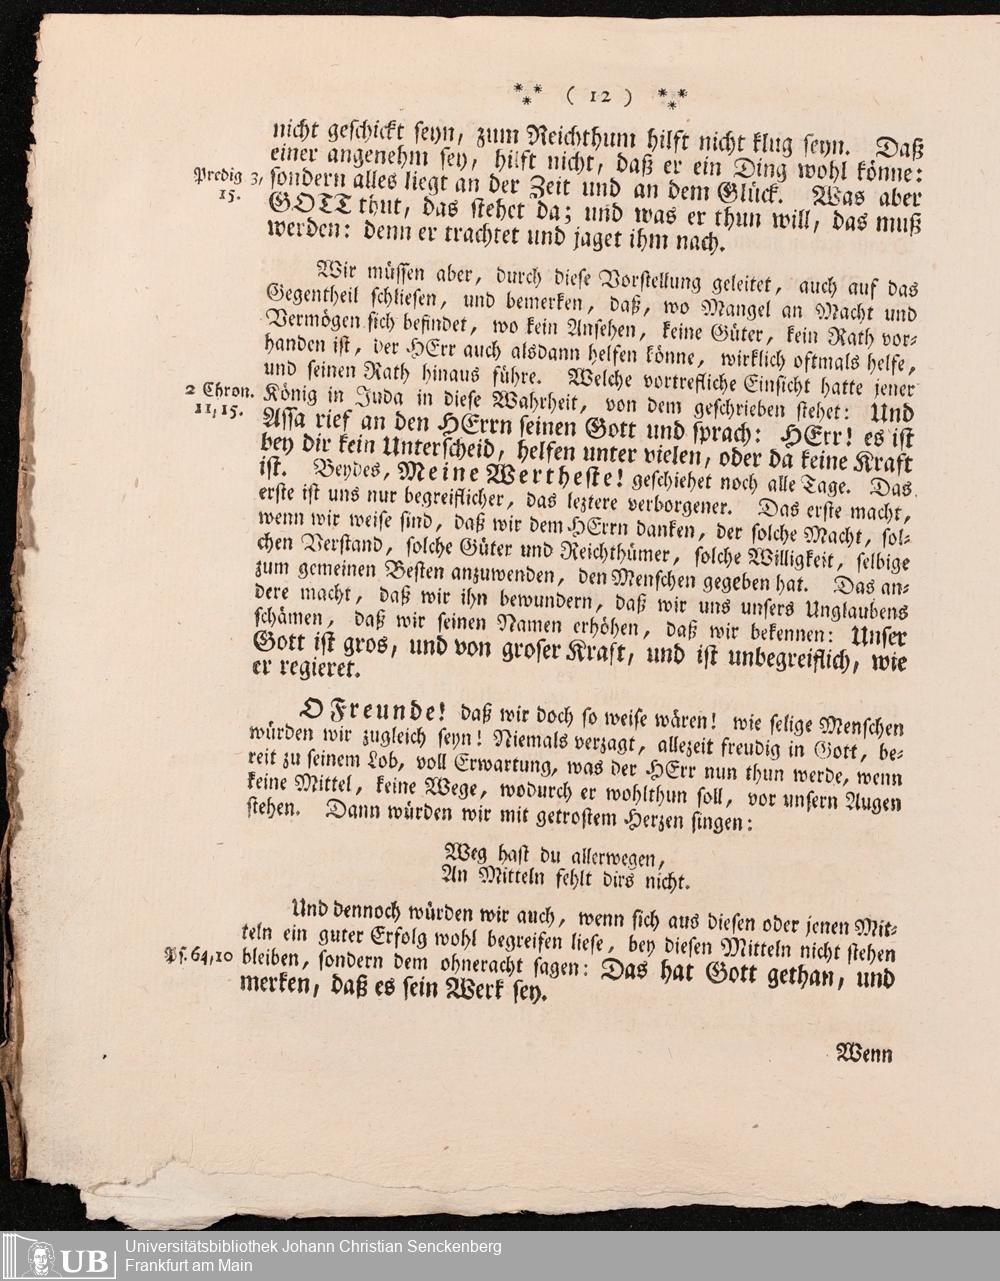 ( 12 )
nicht geschickt seyn, zum Reichthum hilft nicht klug seyn. Daß
einer angenehm sey, hilft nicht, daß er ein Ding wohl könne:
Predig 3, 15.
sondern alles liegt an der Zeit und an dem Glück. Was aber
GOTT thut, das stehet da; und was er thun will, das muß
werden: denn er trachtet und jaget ihm nach.
Wir müssen aber, durch diese Vorstellung geleitet, auch auf das
Gegentheil schliesen, und bemerken, daß, wo Mangel an Macht und
Vermögen sich befindet, wo kein Ansehen, keine Güter, kein Rath vor-
handen ist, der HErr auch alsdann helfen könne, wirklich oftmals helfe,
und seinen Rath hinaus führe. Welche vortrefliche Einsicht hatte jener
2 Chron. 11, 15.
König in Juda in diese Wahrheit, von dem geschrieben stehet: Und
Assa rief an den HErrn seinen Gott und sprach: HErr! es ist
bey dir kein Unterscheid, helfen unter vielen, oder da keine Kraft
ist. Beydes, Meine Wertheste! geschiehet noch alle Tage. Das
erste ist uns nur begreiflicher, das leztere verborgener. Das erste macht,
wenn wir weise sind, daß wir dem HErrn danken, der solche Macht, sol-
chen Verstand, solche Güter und Reichthümer, solche Willigkeit, selbige
zum gemeinen Besten anzuwenden, den Menschen gegeben hat. Das an-
dere macht, daß wir ihn bewundern, daß wir uns unsers Unglaubens
schämen, daß wir seinen Namen erhöhen, daß wir bekennen: Unser
Gott ist gros, und von groser Kraft, und ist unbegreiflich, wie
er regieret.
O Freunde! daß wir doch so weise wären! wie selige Menschen
würden wir zugleich seyn! Niemals verzagt, allezeit freudig in Gott, be-
reit zu seinem Lob, voll Erwartung, was der HErr nun thun werde, wenn
keine Mittel, keine Wege, wodurch er wohlthun soll, vor unsern Augen
stehen. Dann würden wir mit getrostem Herzen singen:
Weg hast du allerwegen,
An Mitteln fehlt dirs nicht.
Und dennoch würden wir auch, wenn sich aus diesen oder jenen Mit-
teln ein guter Erfolg wohl begreifen liese, bey diesen Mitteln nicht stehen
Ps. 64, 10
bleiben, sondern dem ohneracht sagen: Das hat Gott gethan, und
merken, daß es sein Werk sey.
Wenn
UB
Universitätsbibliothek Johann Christian Senckenberg
Frankfurt am Main